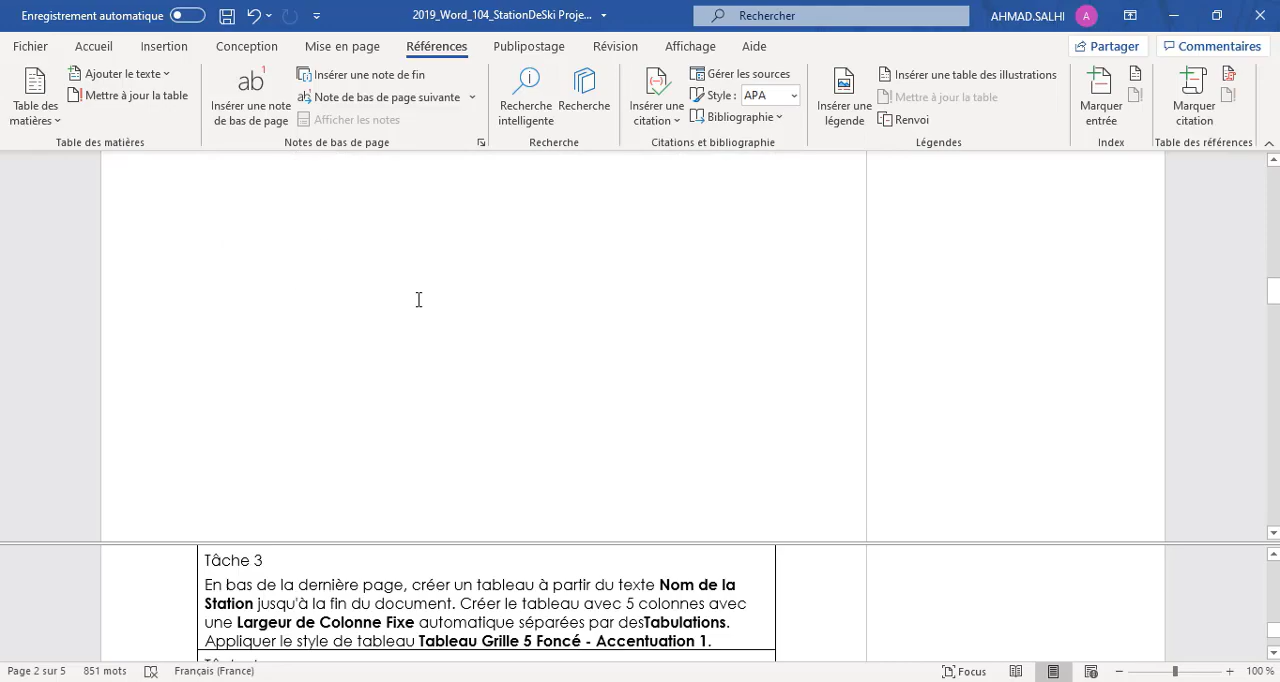 Enregistrement automatique
2019_Word_104_StationDeSki Proje...
Rechercher
AHMAD.SALHI
A
Fichier
Accueil
Insertion
Conception
Mise en page
Références
Publipostage
Révision
Affichage
Aide
Partager
Commentaires
Table des matières
Ajouter le texte
Mettre à jour la table
Table des matières
ab 1
Insérer une note de bas de page
Insérer une note de fin
Note de bas de page suivante
Afficher les notes
Notes de bas de page
Recherche intelligente
Recherche
Recherche
Insérer une citation
Gérer les sources
Style :
APA
Bibliographie
Citations et bibliographie
Insérer une légende
Insérer une table des illustrations
Mettre à jour la table
Renvoi
Légendes
Marquer entrée
Index
Marquer citation
Table des références
Tâche 3
En bas de la dernière page, créer un tableau à partir du texte Nom de la
Station jusqu'à la fin du document. Créer le tableau avec 5 colonnes avec
une Largeur de Colonne Fixe automatique séparées par desTabulations.
Appliquer le style de tableau Tableau Grille 5 Foncé - Accentuation 1.
Page 2 sur 5
851 mots
Français (France)
Focus
100 %